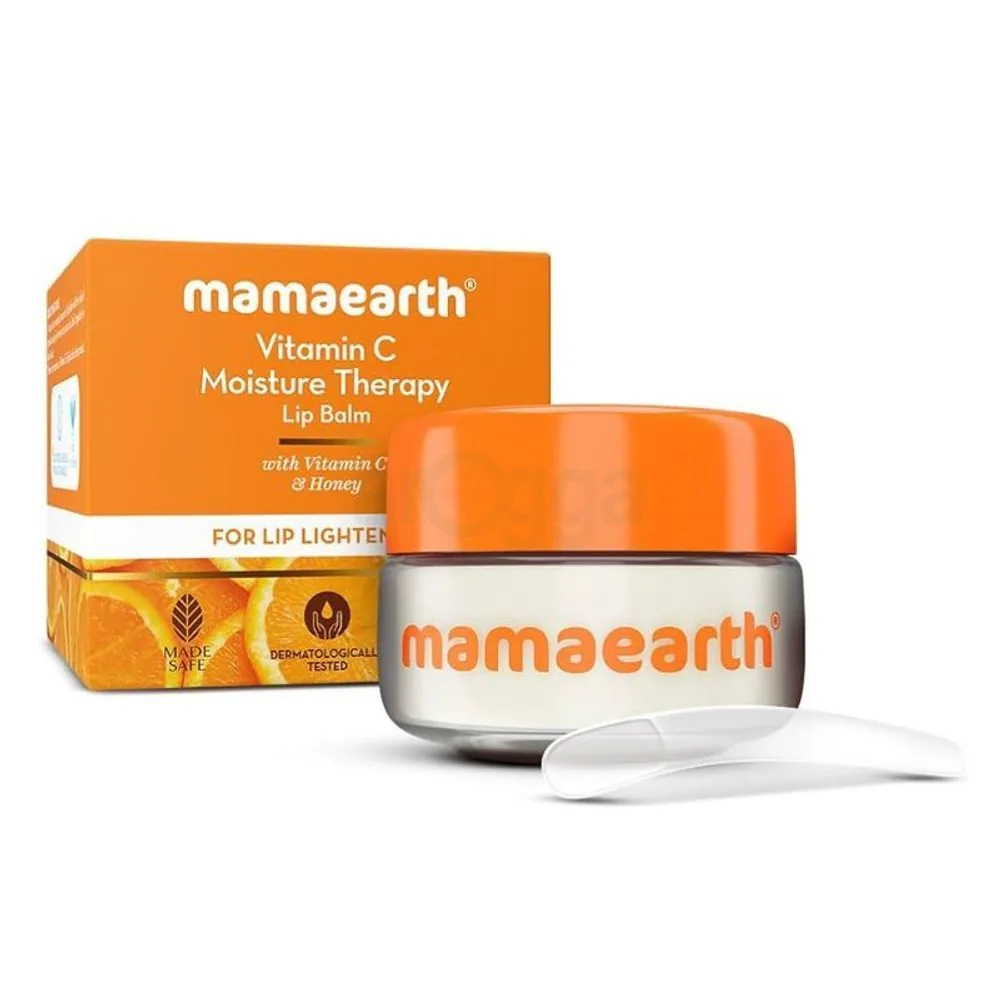 mamaearth®
Vitamin C
Moisture Therapy
Lip Balm
with Vitamin C
& Honey
FOR LIP LIGHTEN
MADE
SAFE
DERMATOLOGICALL
TESTED
mamaearth®